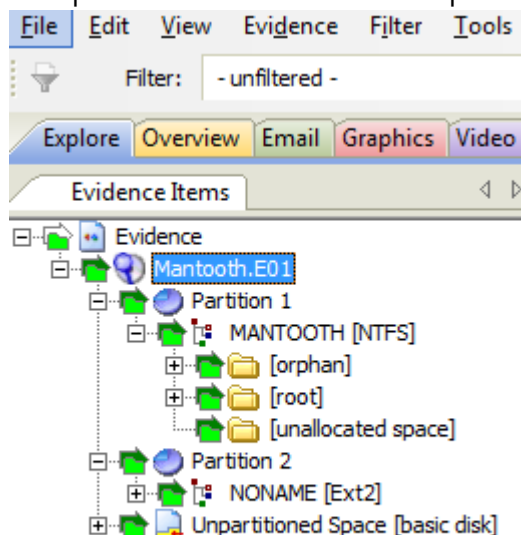 File Edit View Evidence Filter Tools
Filter: - unfiltered -
Explore Overview Email Graphics Video
Evidence Items
Evidence
Mantooth.E01
Partition 1
MANTOOTH [NTFS]
[orphan]
[root]
[unallocated space]
Partition 2
NONAME [Ext2]
Unpartitioned Space [basic disk]